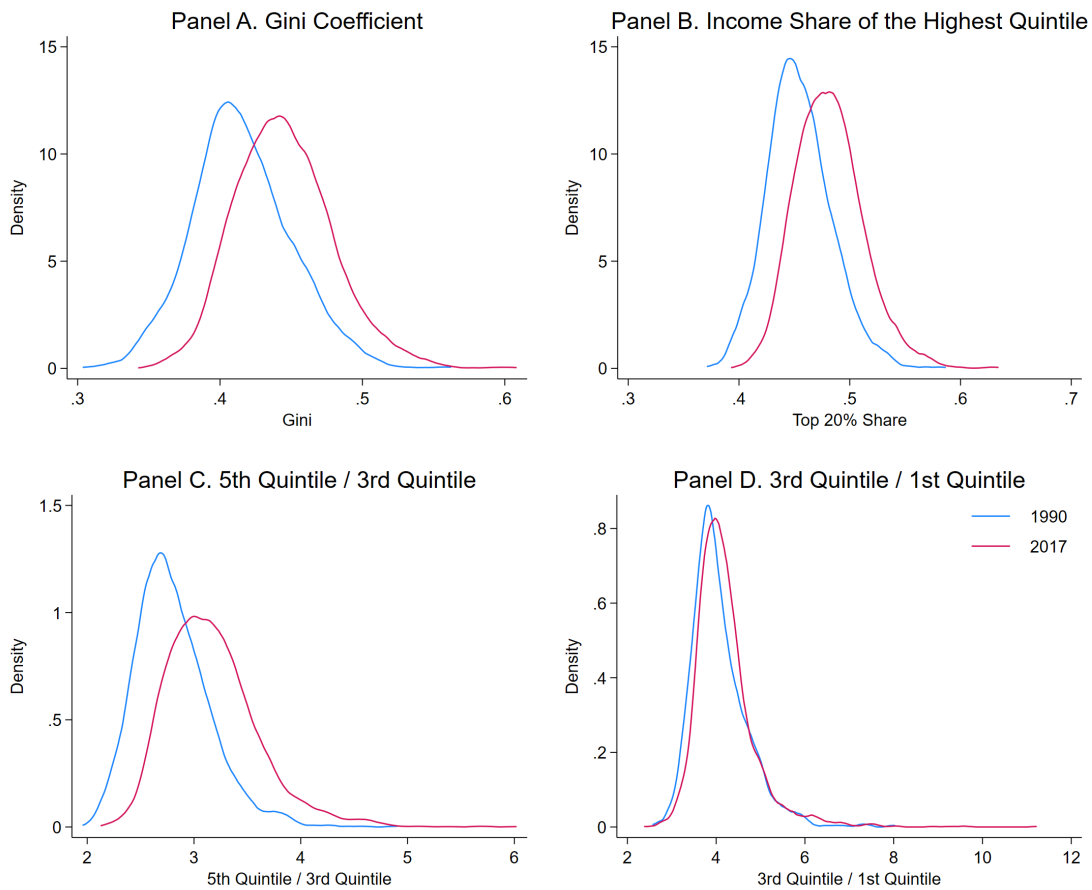 Panel A. Gini Coefficient
15
10
5
0
Density
.3 .4 .5 .6
Gini
Panel B. Income Share of the Highest Quintile
15
10
5
0
Density
.3 .4 .5 .6 .7
Top 20% Share
Panel C. 5th Quintile / 3rd Quintile
1.5
1
.5
0
Density
2 3 4 5 6
5th Quintile / 3rd Quintile
Panel D. 3rd Quintile / 1st Quintile
.8
.6
.4
.2
0
Density
1990
2017
2 4 6 8 10 12
3rd Quintile / 1st Quintile